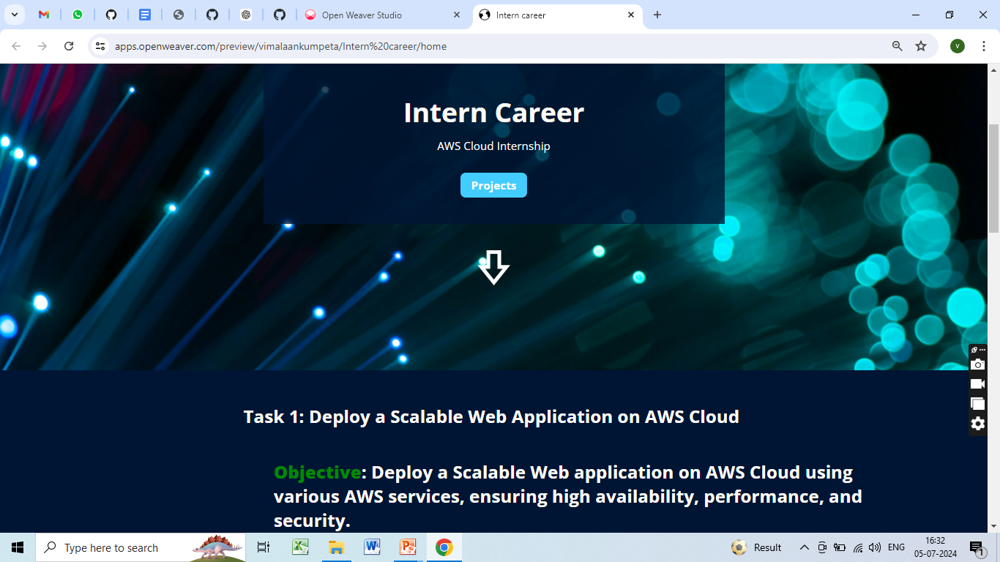 Open Weaver Studio
Intern career
apps.openweaver.com/preview/vimalaankumpeta/Intern%20career/home
V
Intern Career
AWS Cloud Internship
Projects
Task 1: Deploy a Scalable Web Application on AWS Cloud
Objective: Deploy a Scalable Web application on AWS Cloud using
various AWS services, ensuring high availability, performance, and
security.
Type here to search
Result
ENG
16:32
05-07-2024
1